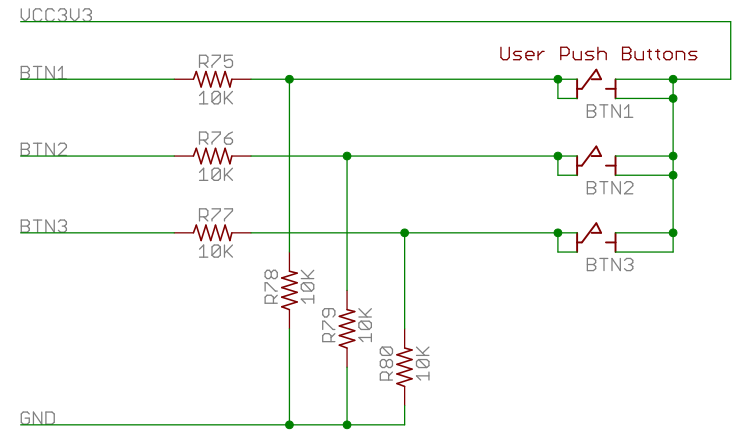 VCC3V3
User Push Buttons
R75
BTN1
10K
BTN1
R76
BTN2
10K
BTN2
R77
BTN3
10K
BTN3
R78
10K
R79
10K
R80
10K
GND